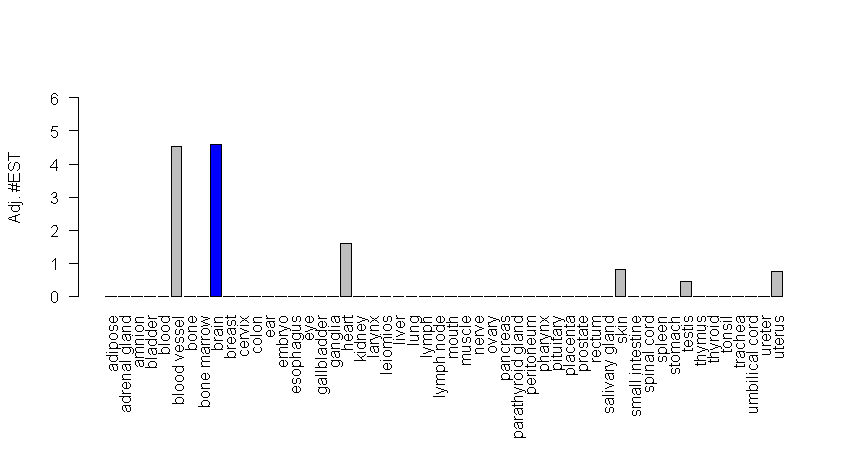 Adj. #EST
6
5
4
3
2
1
0
adipose
adrenal gland
amnion
bladder
blood
blood vessel
bone
bone marrow
brain
breast
cervix
colon
ear
embryo
esophagus
eye
gallbladder
ganglia
heart
kidney
larynx
leiomios
liver
lung
lymph
lymph node
mouth
muscle
nerve
ovary
pancreas
parathyroid gland
peritoneum
pharynx
pituitary
placenta
prostate
rectum
salivary gland
skin
small intestine
spinal cord
spleen
stomach
testis
thymus
thyroid
tonsil
trachea
umbilical cord
ureter
uterus